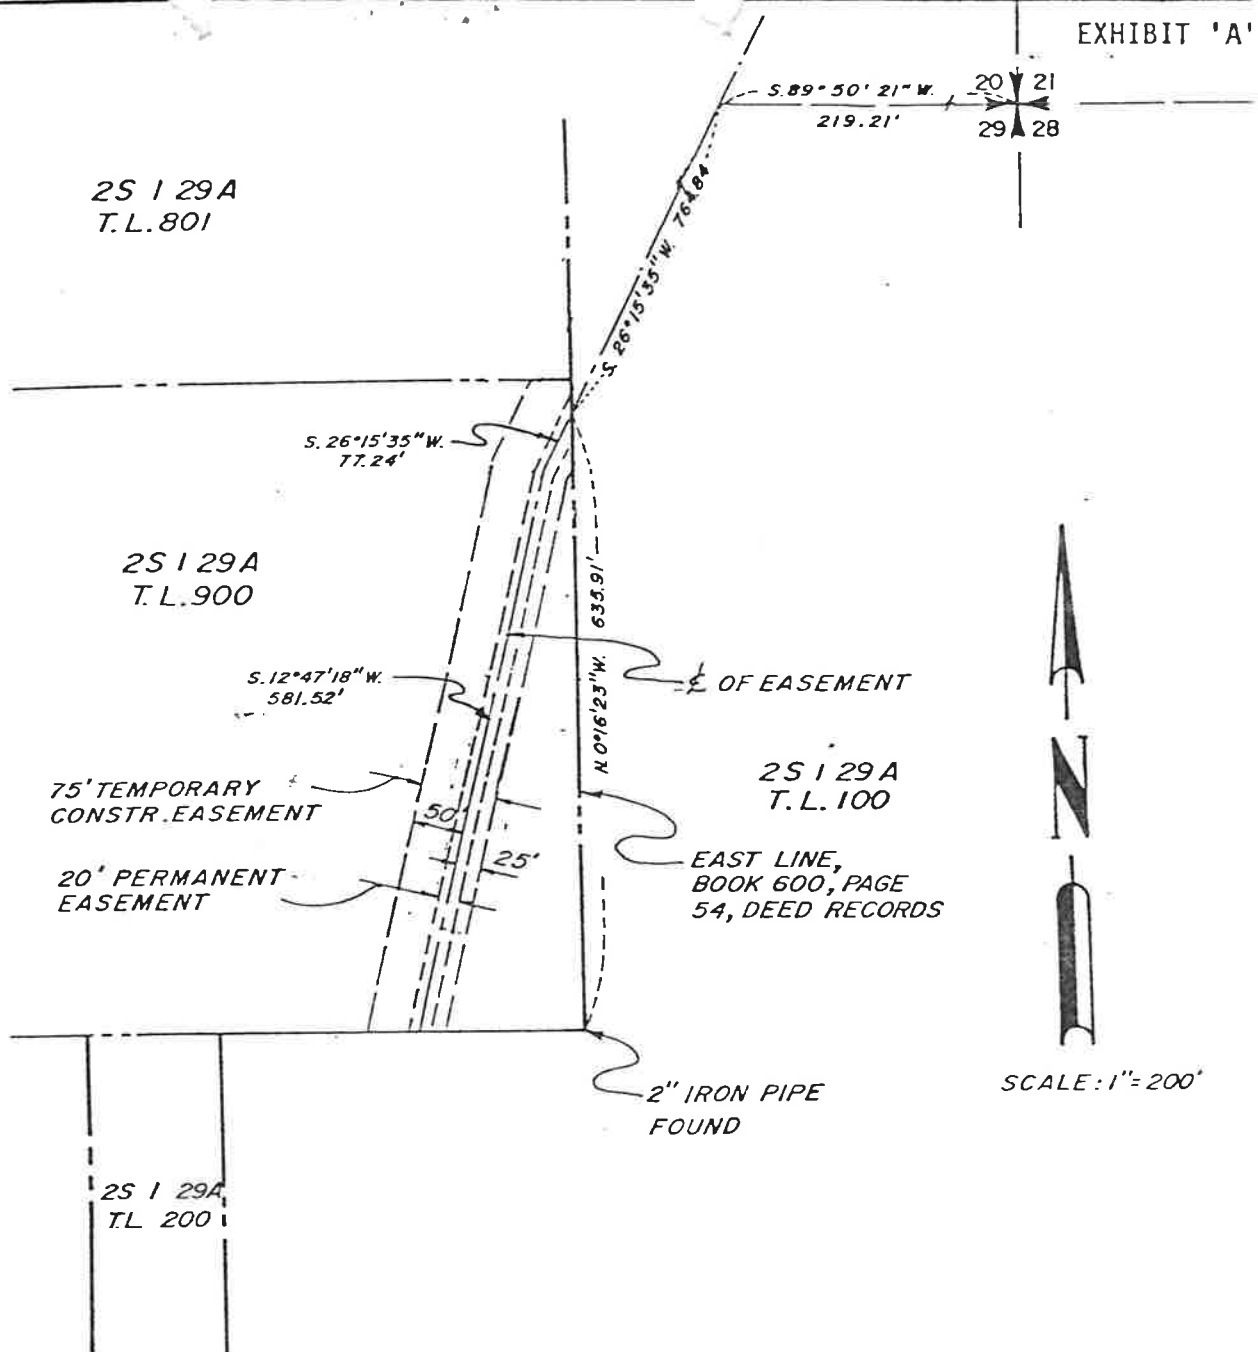 EXHIBIT 'A'
S.89°50'21"W.
219.21'
20 21
29 28
2S 1 29A
T.L.801
S. 26°15'35"W. 764.84
S. 26°15'35"W.
77.24'
2S 1 29A
T.L.900
N.0°16'23"W. 635.91'
S.12°47'18"W.
581.52'
℄ OF EASEMENT
2S 1 29A
T.L.100
75' TEMPORARY
CONSTR.EASEMENT
50'
25'
20' PERMANENT
EASEMENT
EAST LINE,
BOOK 600, PAGE
54, DEED RECORDS
N
2" IRON PIPE
FOUND
SCALE: 1"=200'
2S 1 29A
T.L 200